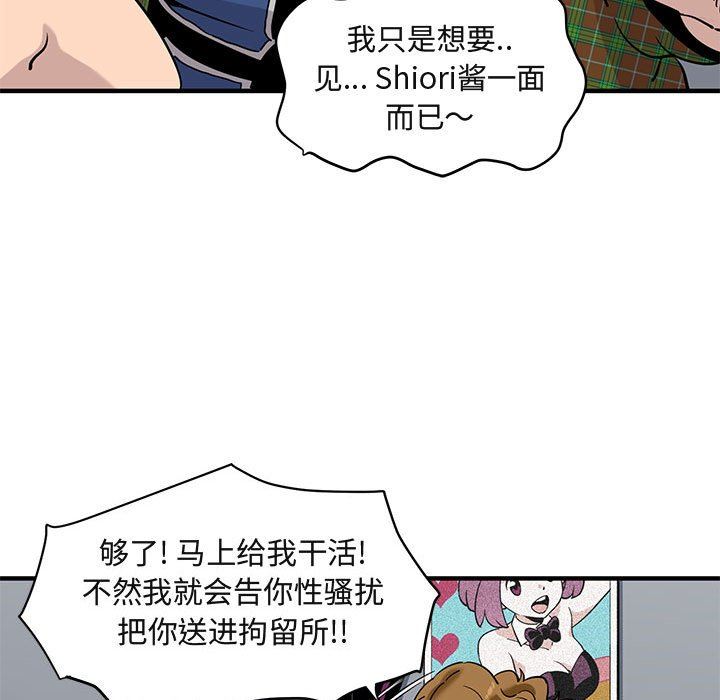 我只是想要..
见... Shiori酱一面
而已～
够了! 马上给我干活!
不然我就会告你性骚扰
把你送进拘留所!!